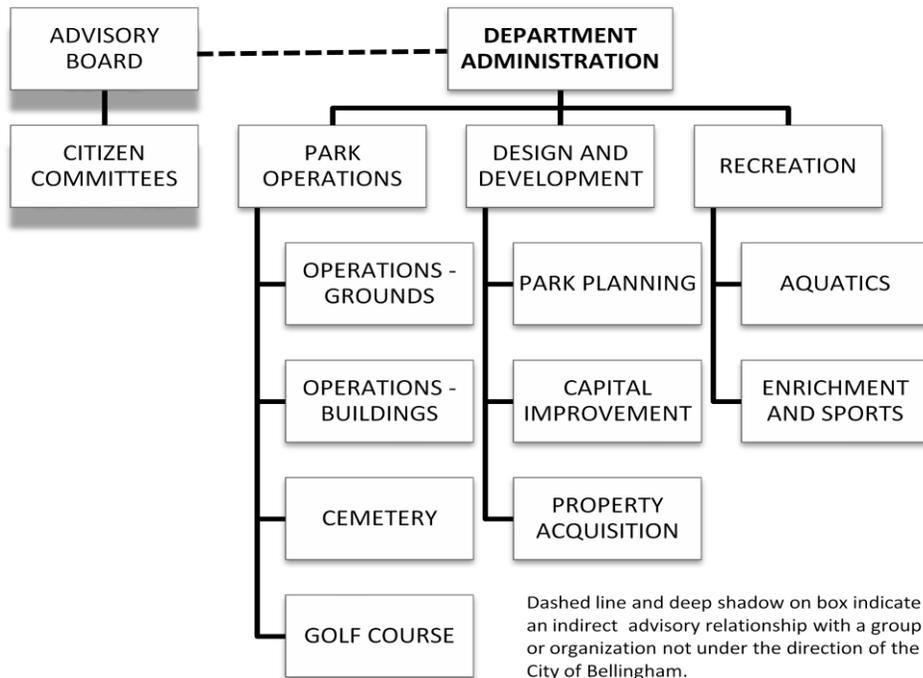 ADVISORY
BOARD
DEPARTMENT
ADMINISTRATION
CITIZEN
COMMITTEES
PARK
OPERATIONS
DESIGN AND
DEVELOPMENT
RECREATION
OPERATIONS -
GROUNDS
PARK PLANNING
AQUATICS
OPERATIONS -
BUILDINGS
CAPITAL
IMPROVEMENT
ENRICHMENT
AND SPORTS
CEMETERY
PROPERTY
ACQUISITION
GOLF COURSE
Dashed line and deep shadow on box indicate
an indirect advisory relationship with a group
or organization not under the direction of the
City of Bellingham.